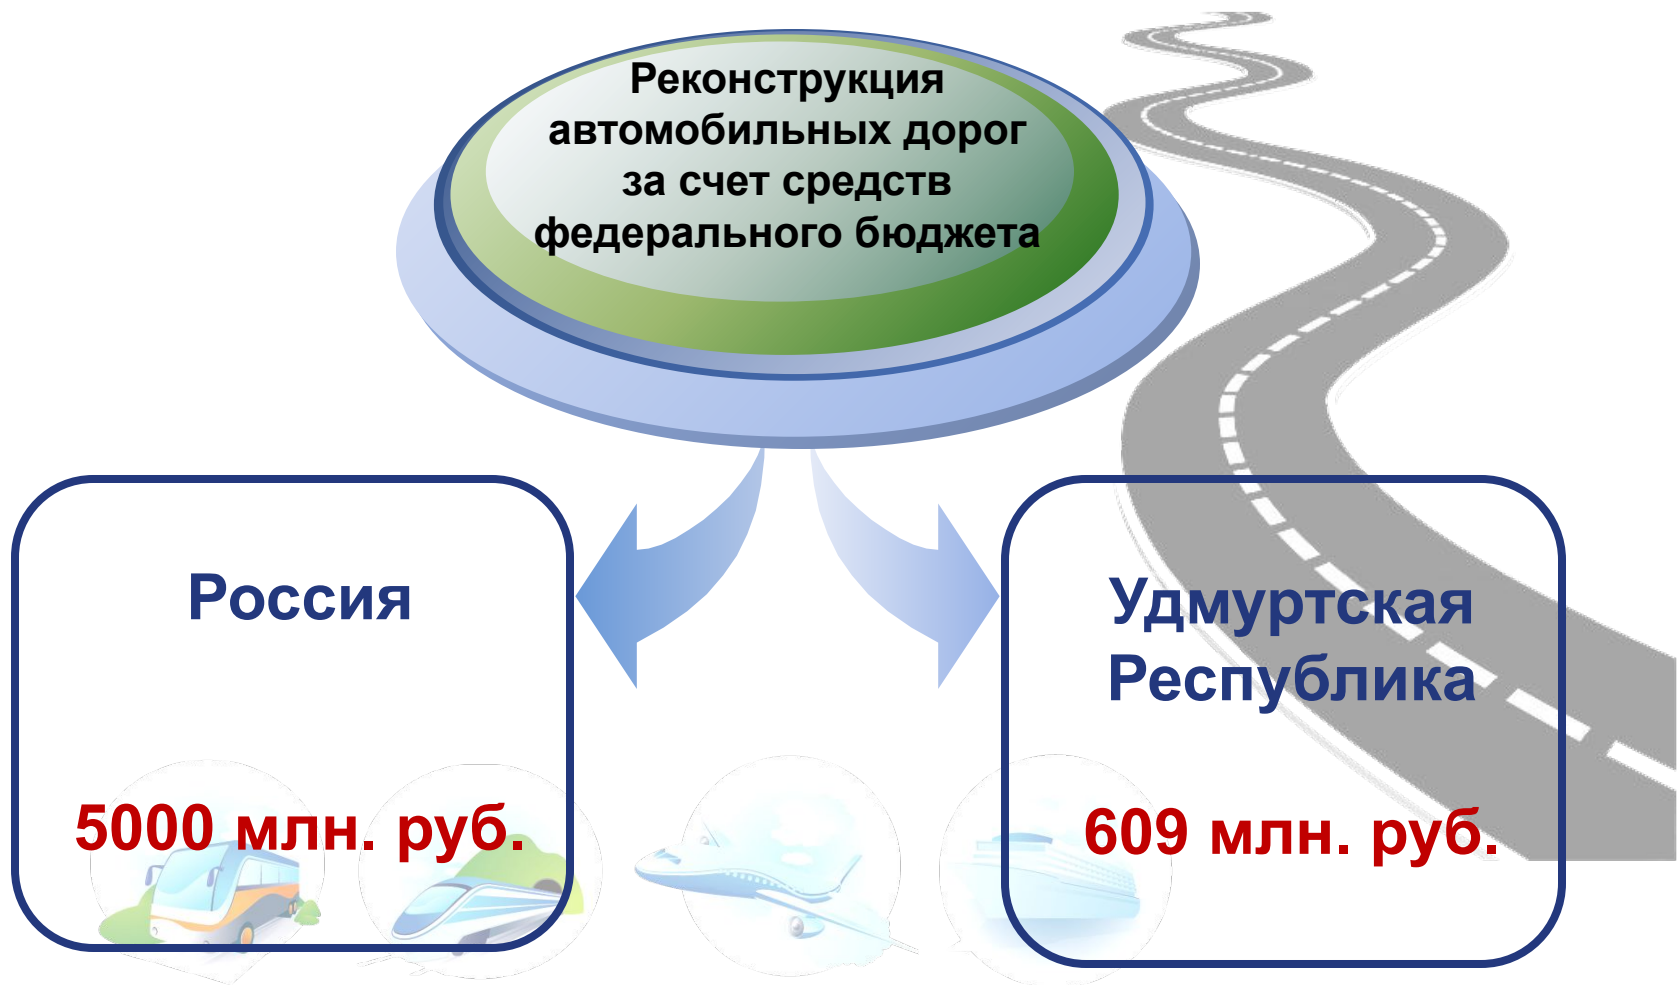 Реконструкция
автомобильных дорог
за счет средств
федерального бюджета
Россия
5000 млн. руб.
Удмуртская
Республика
609 млн. руб.